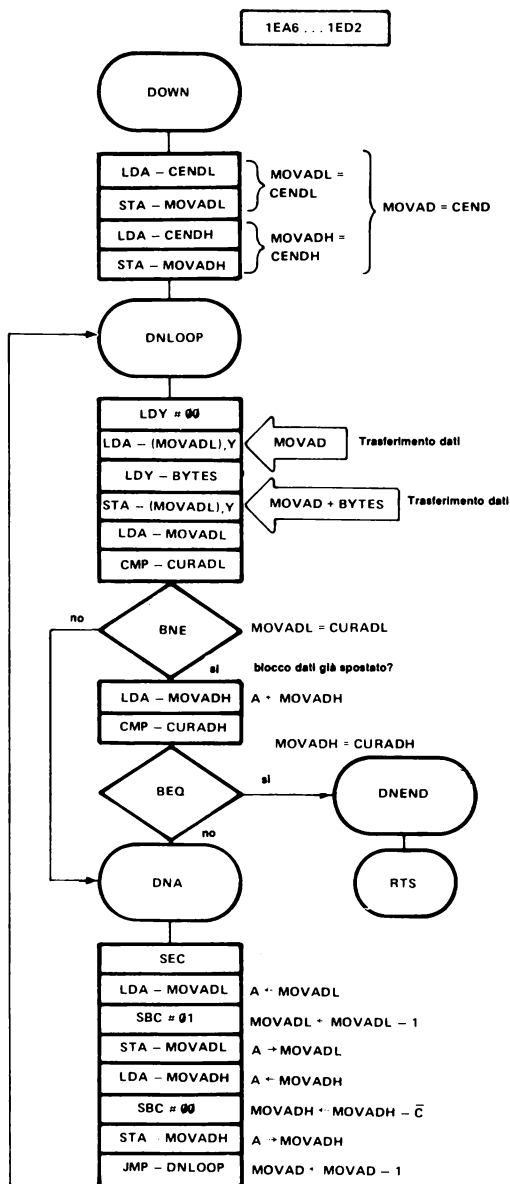 1EA6 . . . 1ED2
DOWN
LDA – CENDL
STA – MOVADL
LDA – CENDH
STA – MOVADH
MOVADL =
CENDL
MOVADH =
CENDH
MOVAD = CEND
DNLOOP
LDY # 00
LDA – (MOVADL),Y
MOVAD
Trasferimento dati
LDY – BYTES
STA – (MOVADL),Y
MOVAD + BYTES
Trasferimento dati
LDA – MOVADL
CMP – CURADL
no
BNE
MOVADL = CURADL
si
blocco dati già spostato?
LDA – MOVADH
A ← MOVADH
CMP – CURADH
MOVADH = CURADH
BEQ
si
DNEND
no
DNA
RTS
SEC
LDA – MOVADL
A ← MOVADL
SBC # 01
MOVADL ← MOVADL – 1
STA – MOVADL
A → MOVADL
LDA – MOVADH
A ← MOVADH
SBC # 00
MOVADH ← MOVADH – C̅
STA – MOVADH
A → MOVADH
JMP – DNLOOP
MOVAD ← MOVAD – 1